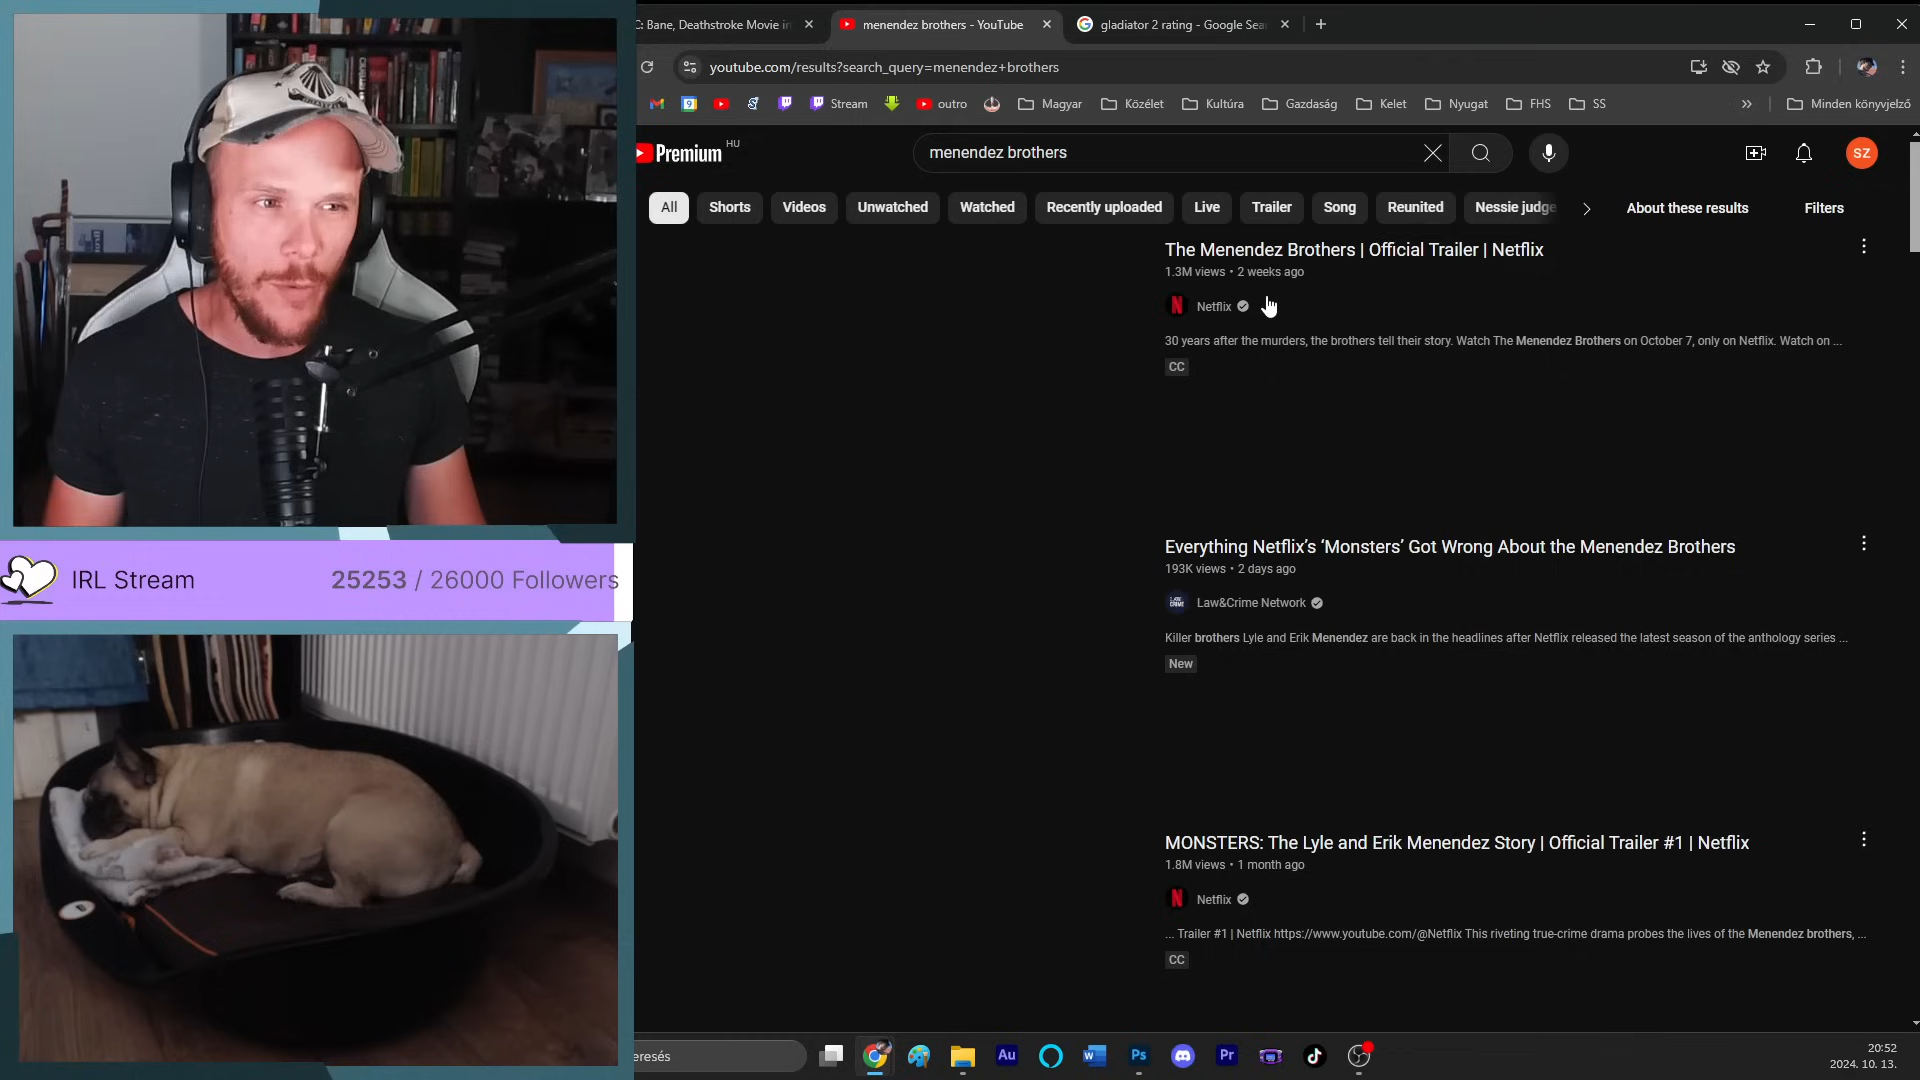 C: Bane, Deathstroke Movie in
menendez brothers - YouTube
gladiator 2 rating - Google Sea
youtube.com/results?search_query=menendez+brothers
Stream
outro
Magyar
Közélet
Kultúra
Gazdaság
Kelet
Nyugat
FHS
SS
»
Minden könyvjelző
Premium HU
menendez brothers
SZ
All
Shorts
Videos
Unwatched
Watched
Recently uploaded
Live
Trailer
Song
Reunited
Nessie judge
About these results
Filters
The Menendez Brothers | Official Trailer | Netflix
1.3M views • 2 weeks ago
Netflix
30 years after the murders, the brothers tell their story. Watch The Menendez Brothers on October 7, only on Netflix. Watch on ...
CC
Everything Netflix’s ‘Monsters’ Got Wrong About the Menendez Brothers
193K views • 2 days ago
Law&Crime Network
Killer brothers Lyle and Erik Menendez are back in the headlines after Netflix released the latest season of the anthology series ...
New
MONSTERS: The Lyle and Erik Menendez Story | Official Trailer #1 | Netflix
1.8M views • 1 month ago
Netflix
... Trailer #1 | Netflix https://www.youtube.com/@Netflix This riveting true-crime drama probes the lives of the Menendez brothers, ...
CC
IRL Stream
25253 / 26000 Followers
eresés
Au
W
Ps
Pr
20:52
2024. 10. 13.